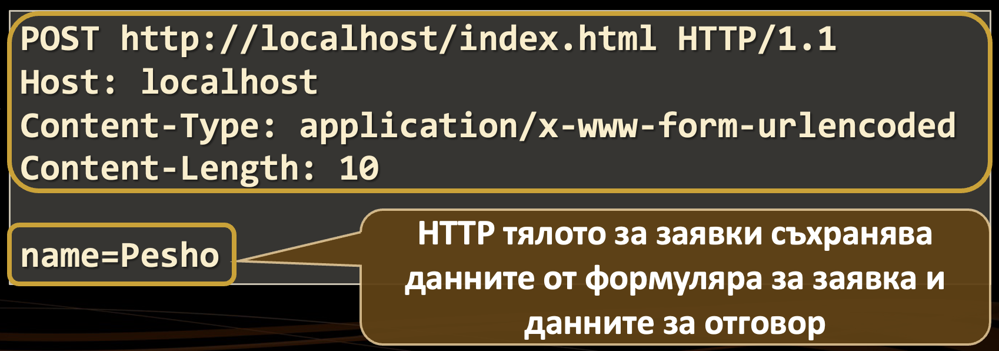 POST http://localhost/index.html HTTP/1.1
Host: localhost
Content-Type: application/x-www-form-urlencoded
Content-Length: 10
name=Pesho
HTTP тялото за заявки съхранява
данните от формуляра за заявка и
данните за отговор